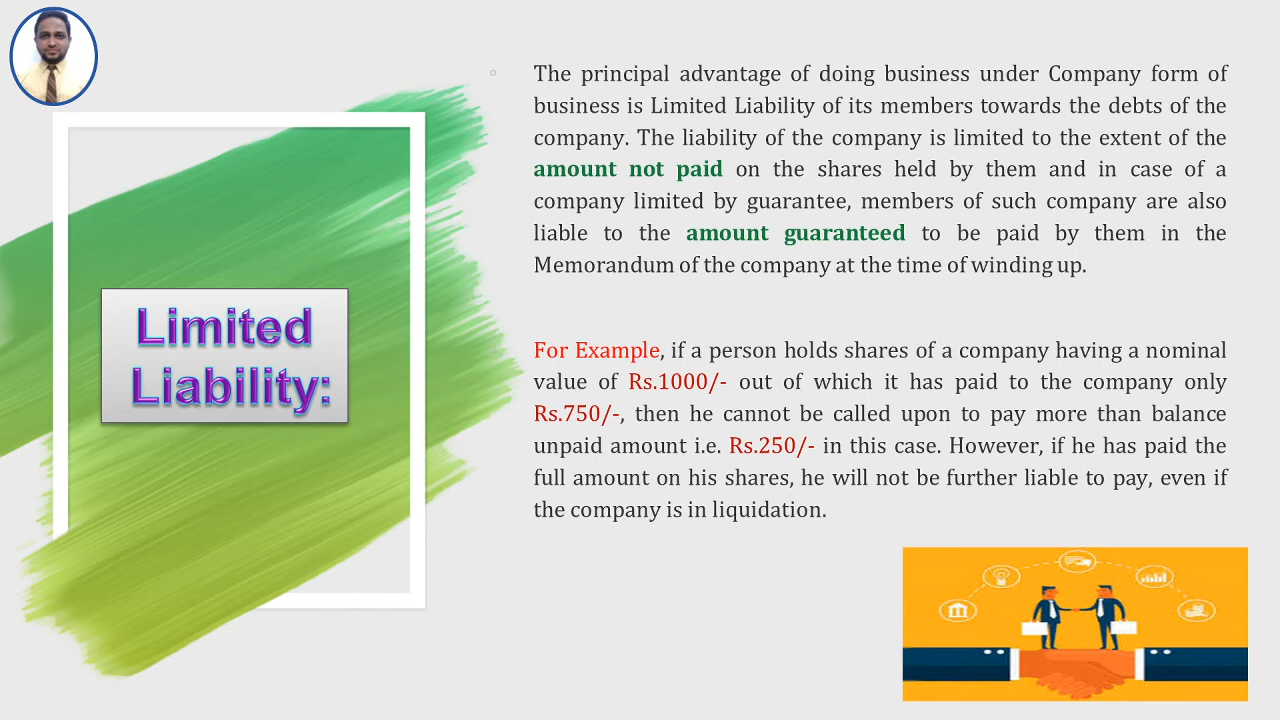 Limited
Liability:
The principal advantage of doing business under Company form of
business is Limited Liability of its members towards the debts of the
company. The liability of the company is limited to the extent of the
amount not paid on the shares held by them and in case of a
company limited by guarantee, members of such company are also
liable to the amount guaranteed to be paid by them in the
Memorandum of the company at the time of winding up.
For Example, if a person holds shares of a company having a nominal
value of Rs.1000/- out of which it has paid to the company only
Rs.750/-, then he cannot be called upon to pay more than balance
unpaid amount i.e. Rs.250/- in this case. However, if he has paid the
full amount on his shares, he will not be further liable to pay, even if
the company is in liquidation.